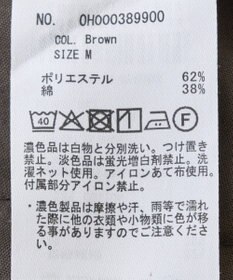 NO. 0H000389900
COL. Brown
SIZE M
ポリエステル 62%
綿 38%
40 F
濃色品は白物と分別洗い。つけ置き
禁止。淡色品は蛍光増白剤禁止。洗
濯ネット使用。アイロンあて布使用。
付属部分アイロン禁止。
・濃色製品は摩擦や汗、雨等で濡れ
た際に他の衣類や小物類に色が移
る事がありますのでご注意下さい。